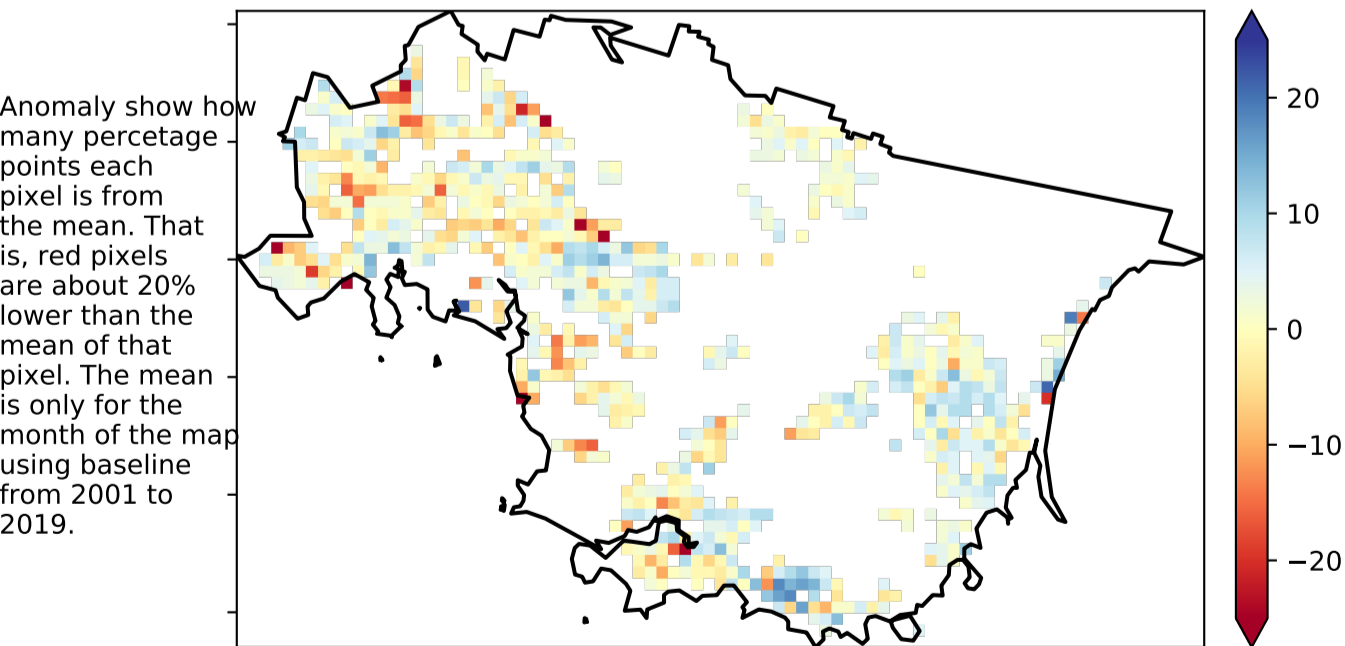 Anomaly show how
many percetage
points each
pixel is from
the mean. That
is, red pixels
are about 20%
lower than the
mean of that
pixel. The mean
is only for the
month of the map
using baseline
from 2001 to
2019.
20
10
0
−10
−20